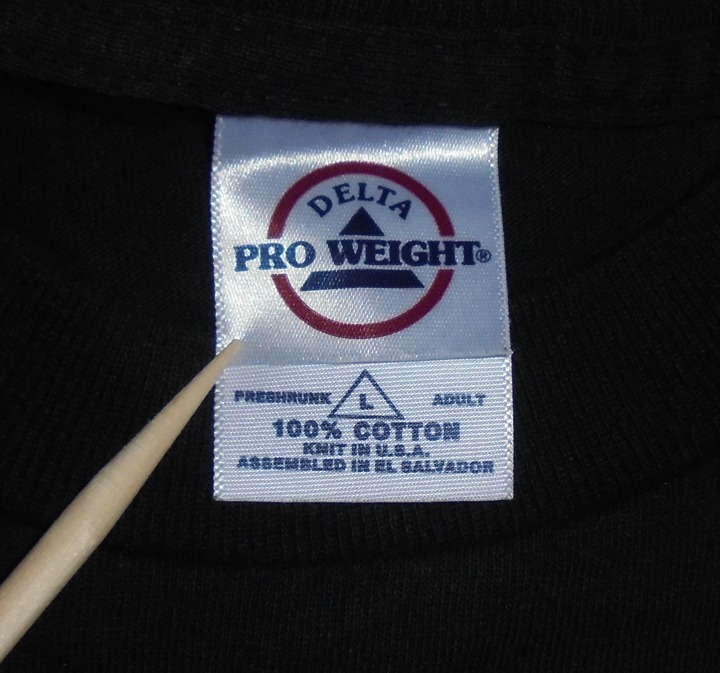 DELTA
PRO WEIGHT®
PRESHRUNK L ADULT
100% COTTON
KNIT IN U.S.A.
ASSEMBLED IN EL SALVADOR